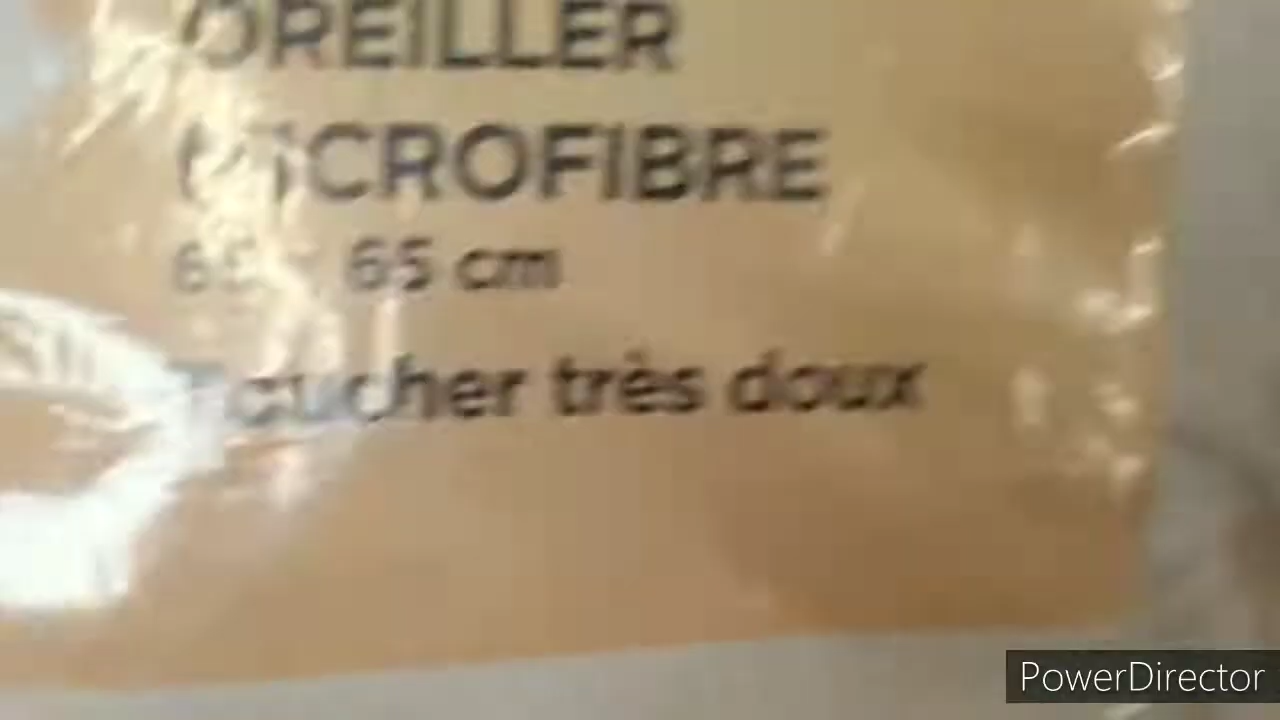 OREILLER
MICROFIBRE
65 x 65 cm
Toucher très doux
PowerDirector